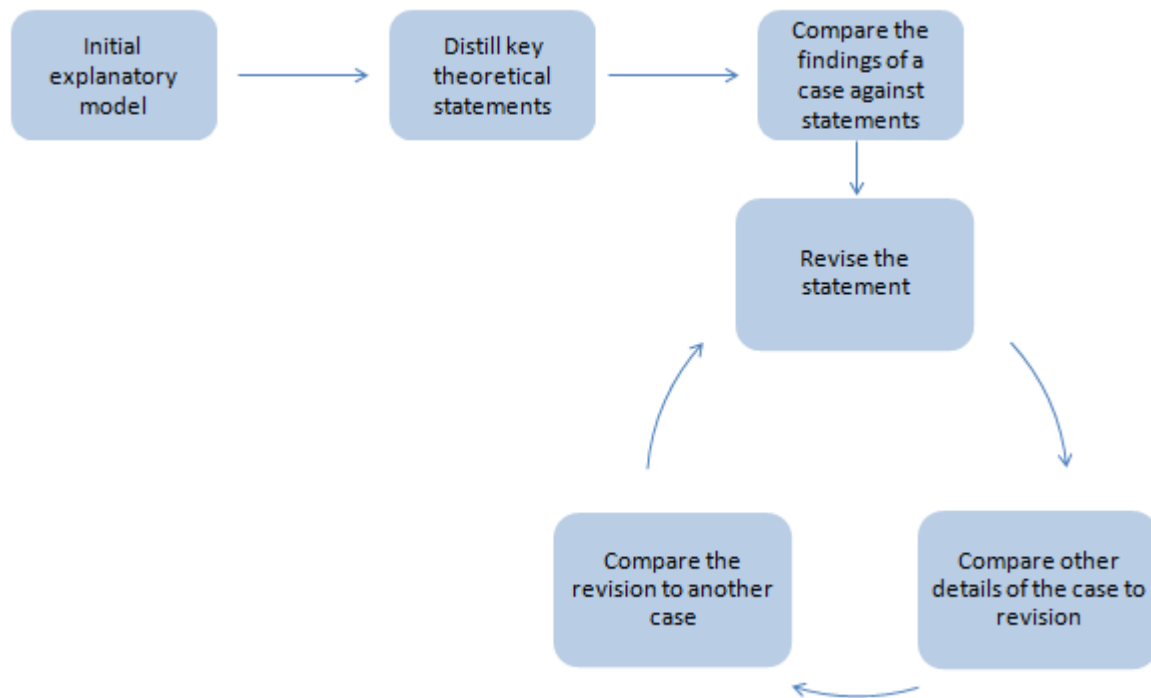 Initial
explanatory
model
Distill key
theoretical
statements
Compare the
findings of a
case against
statements
Revise the
statement
Compare the
revision to another
case
Compare other
details of the case to
revision